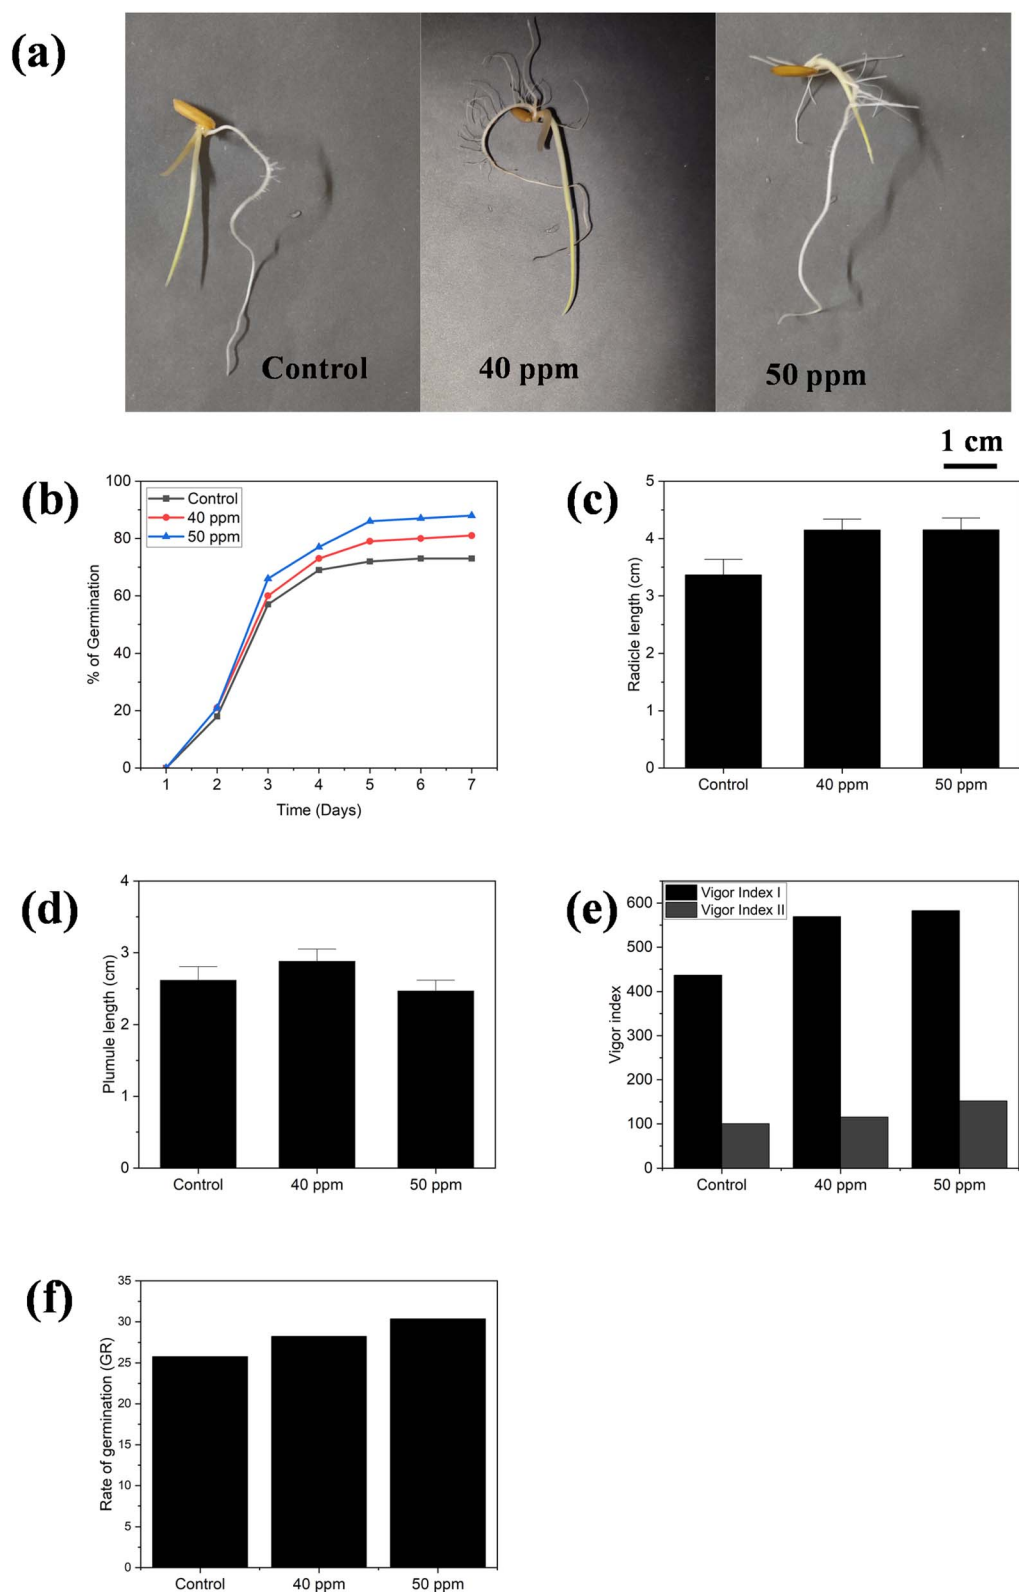 (a)
Control
40 ppm
50 ppm
1 cm
(b)
% of Germination
100
80
60
40
20
0
Control
40 ppm
50 ppm
1 2 3 4 5 6 7
Time (Days)
(c)
Radicle length (cm)
5
4
3
2
1
0
Control 40 ppm 50 ppm
(d)
Plumule length (cm)
4
3
2
1
0
Control 40 ppm 50 ppm
(e)
Vigor index
600
500
400
300
200
100
0
Vigor Index I
Vigor Index II
Control 40 ppm 50 ppm
(f)
Rate of germination (GR)
35
30
25
20
15
10
5
0
Control 40 ppm 50 ppm